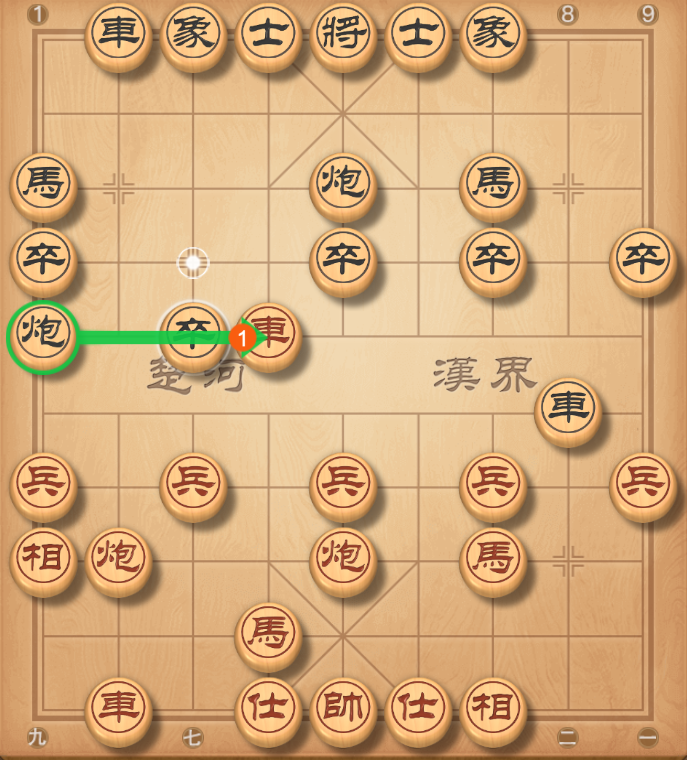 1 8 9
車 象 士 將 士 象
馬 炮 馬
卒 卒 卒 卒
炮 卒 1 車
楚河 漢界
車
兵 兵 兵 兵 兵
相 炮 炮 馬
馬
車 仕 帥 仕 相
九 七 二 一